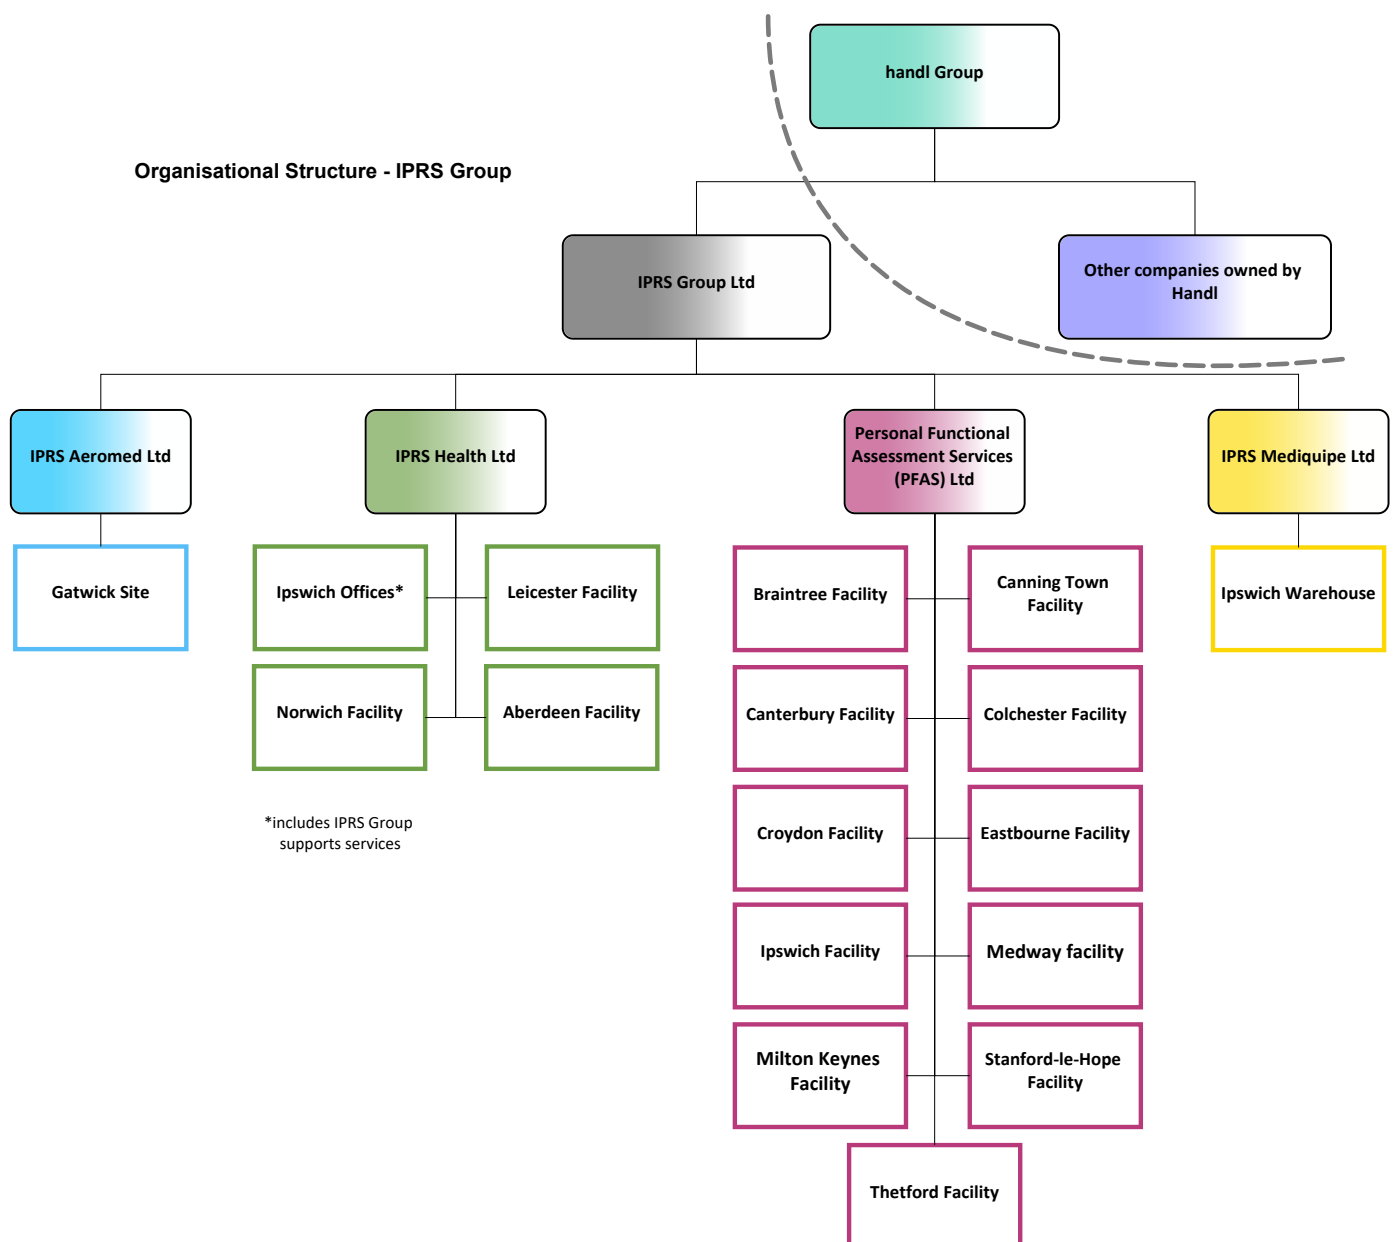 handl Group
Organisational Structure - IPRS Group
IPRS Group Ltd
Other companies owned by
Handl
IPRS Aeromed Ltd
IPRS Health Ltd
Personal Functional
Assessment Services
(PFAS) Ltd
IPRS Mediquipe Ltd
Gatwick Site
Ipswich Offices*
Leicester Facility
Braintree Facility
Canning Town
Facility
Ipswich Warehouse
Norwich Facility
Aberdeen Facility
Canterbury Facility
Colchester Facility
*includes IPRS Group
supports services
Croydon Facility
Eastbourne Facility
Ipswich Facility
Medway facility
Milton Keynes
Facility
Stanford-le-Hope
Facility
Thetford Facility